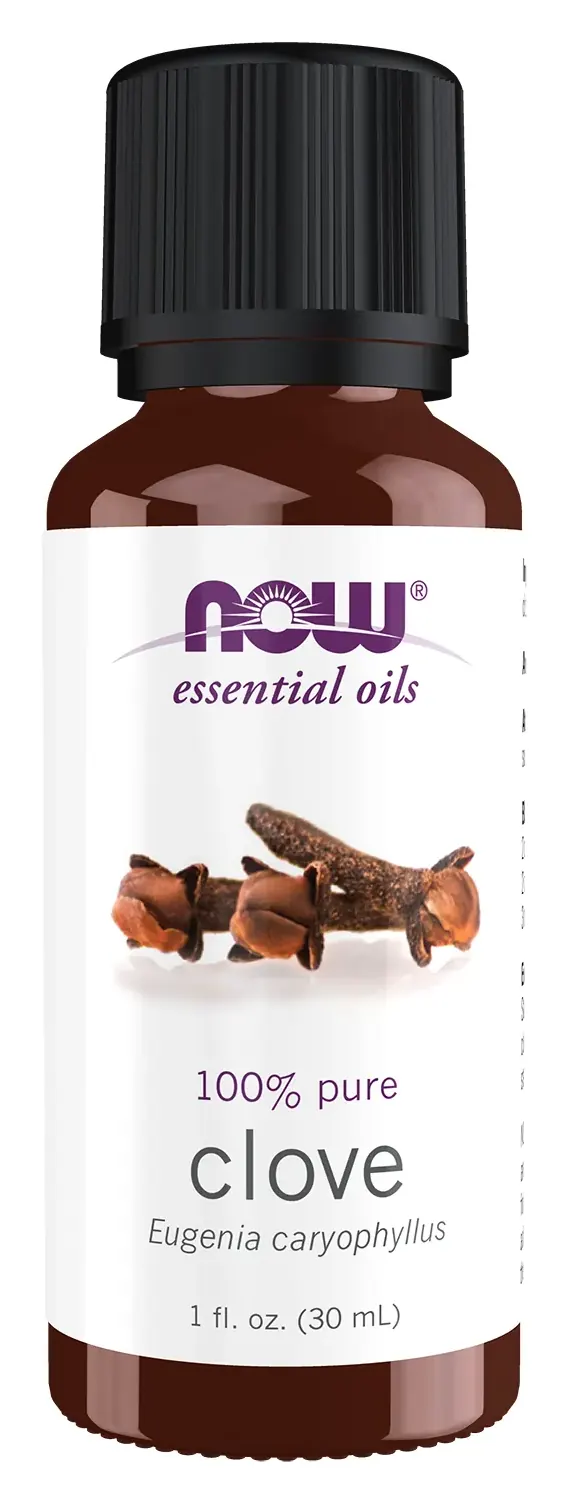 NOW®
essential oils
100% pure
clove
Eugenia caryophyllus
1 fl. oz. (30 mL)